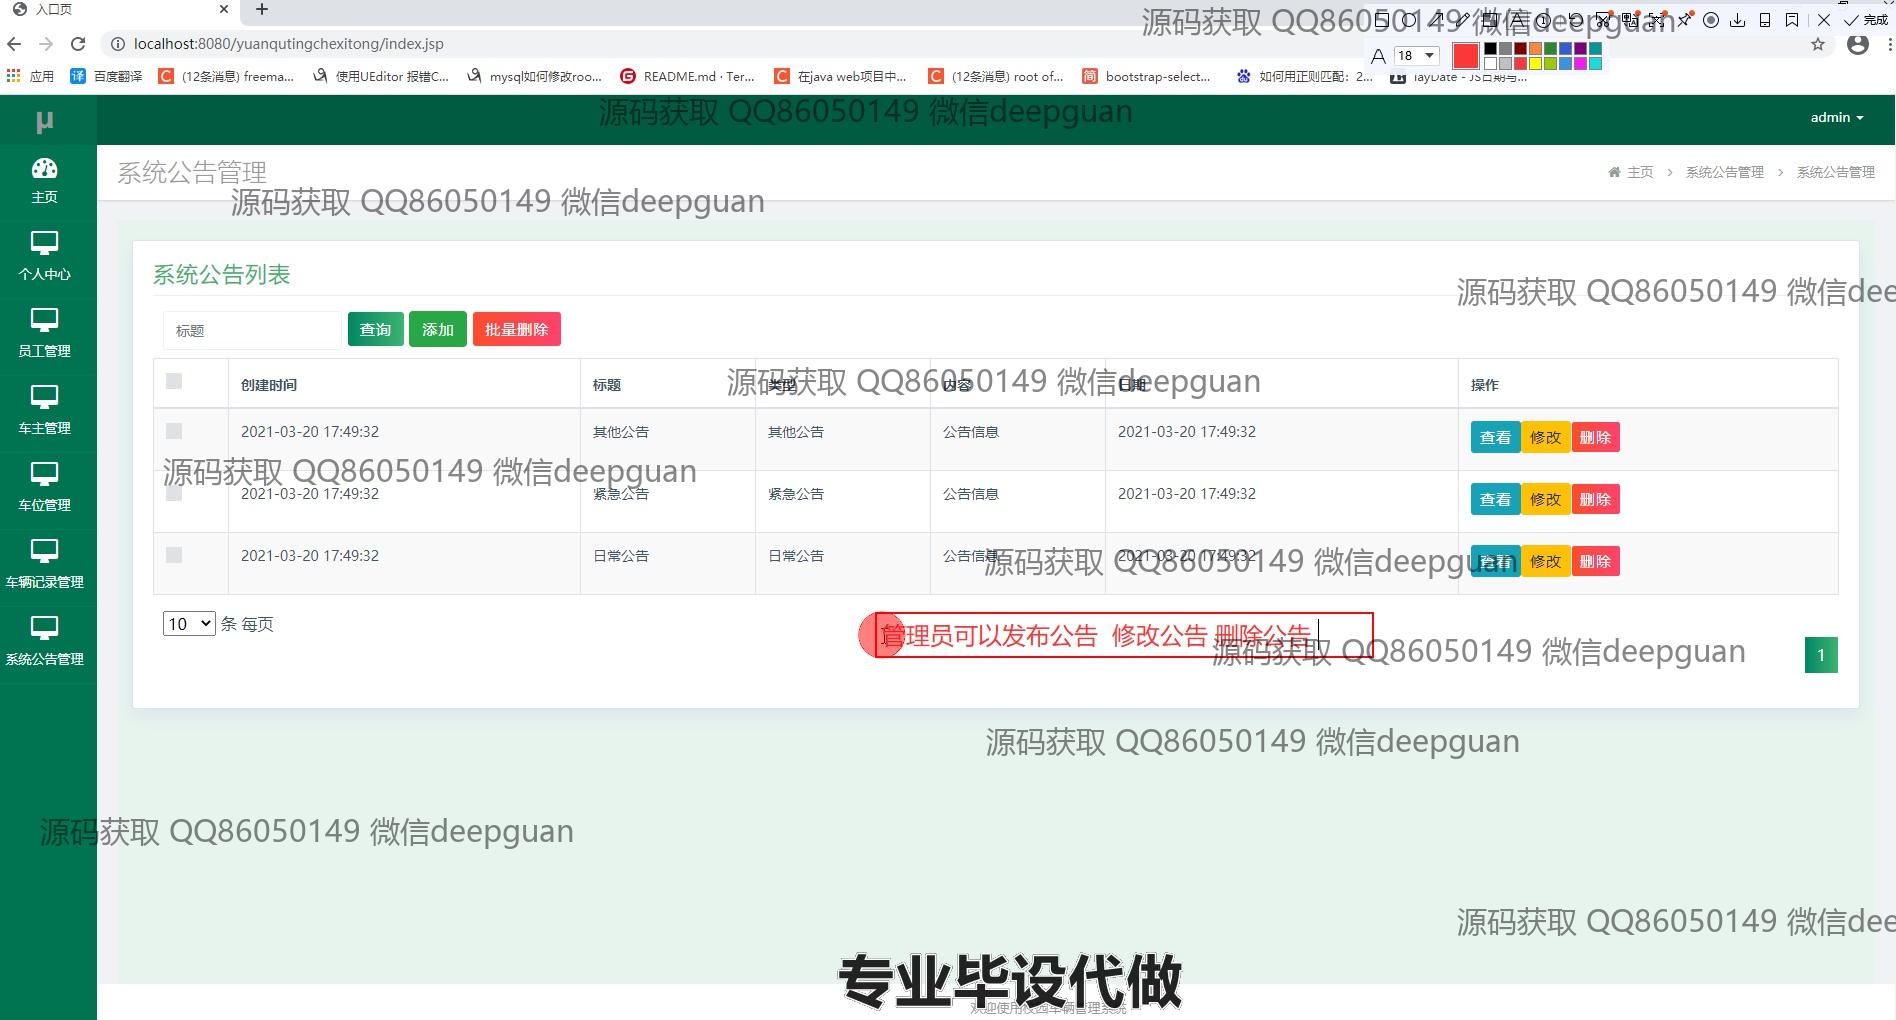 入口页
localhost:8080/yuanqutingchexitong/index.jsp
源码获取 QQ86050149 微信deepguan
完成
18
应用 百度翻译 (12条消息) freema... 使用UEditor 报错C... mysql如何修改roo... README.md · Ter... 在java web项目中... (12条消息) root of... bootstrap-select... 如何用正则匹配：2... layDate - JS日期与...
源码获取 QQ86050149 微信deepguan
μ
admin
系统公告管理
主页 > 系统公告管理 > 系统公告管理
源码获取 QQ86050149 微信deepguan
主页
个人中心
员工管理
车主管理
车位管理
车辆记录管理
系统公告管理
系统公告列表
源码获取 QQ86050149 微信dee
标题 查询 添加 批量删除
创建时间 标题 类型 内容 日期 操作
源码获取 QQ86050149 微信deepguan
2021-03-20 17:49:32 其他公告 其他公告 公告信息 2021-03-20 17:49:32 查看 修改 删除
源码获取 QQ86050149 微信deepguan
2021-03-20 17:49:32 紧急公告 紧急公告 公告信息 2021-03-20 17:49:32 查看 修改 删除
2021-03-20 17:49:32 日常公告 日常公告 公告信息 2021-03-20 17:49:32 查看 修改 删除
源码获取 QQ86050149 微信deepguan
10 条 每页
管理员可以发布公告 修改公告 删除公告
源码获取 QQ86050149 微信deepguan
1
源码获取 QQ86050149 微信deepguan
源码获取 QQ86050149 微信deepguan
源码获取 QQ86050149 微信dee
专业毕设代做
欢迎使用校园车辆管理系统